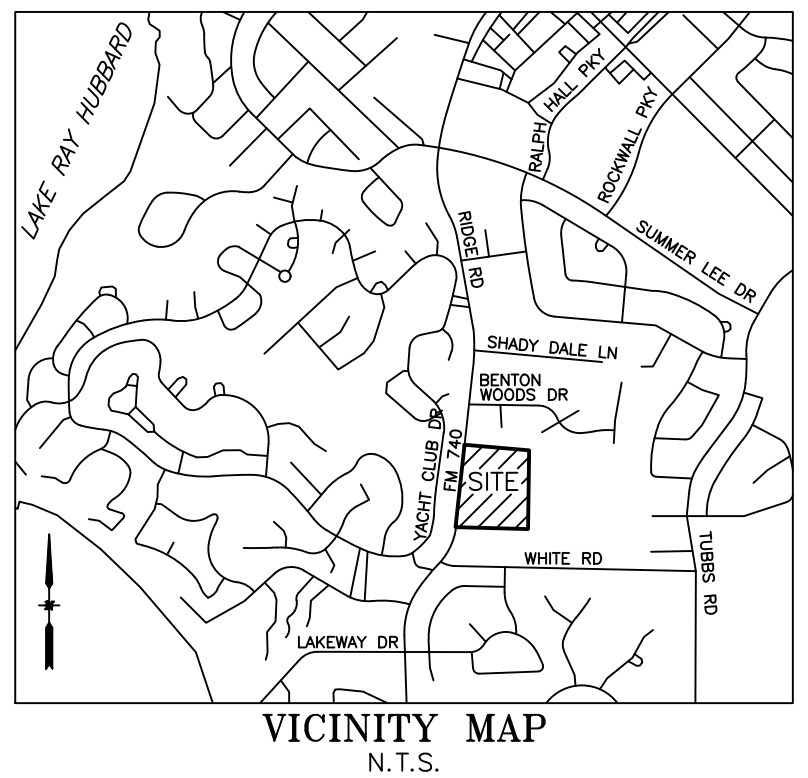 LAKE RAY HUBBARD
RALPH HALL PKY
ROCKWALL PKY
SUMMER LEE DR
RIDGE RD
SHADY DALE LN
BENTON
WOODS DR
YACHT CLUB DR
FM 740
SITE
WHITE RD
TUBBS RD
LAKEWAY DR
VICINITY MAP
N.T.S.